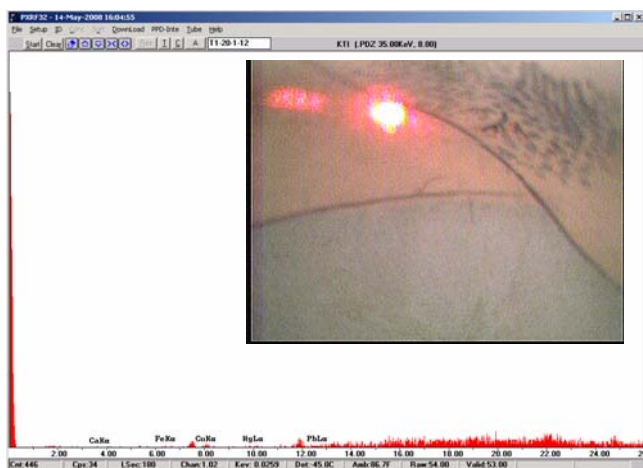 PXRF32 - 14-May-2008 16:04:55
File Setup ID DownLoad PPD-Inte Tube Help
Start Clear I C A T1-20-1-12 KTI (.PDZ 35.00KeV, 8.00)
CaKα FeKα CuKα HgLα PbLα
2.00 4.00 6.00 8.00 10.00 12.00 14.00 16.00 18.00 20.00 22.00 24.00
Cnt:446 Cps:34 LSec:180 Chan:1.02 Kev: 0.0259 Det:-45.0C Amb:86.7F Raw:54.00 Valid:53.00